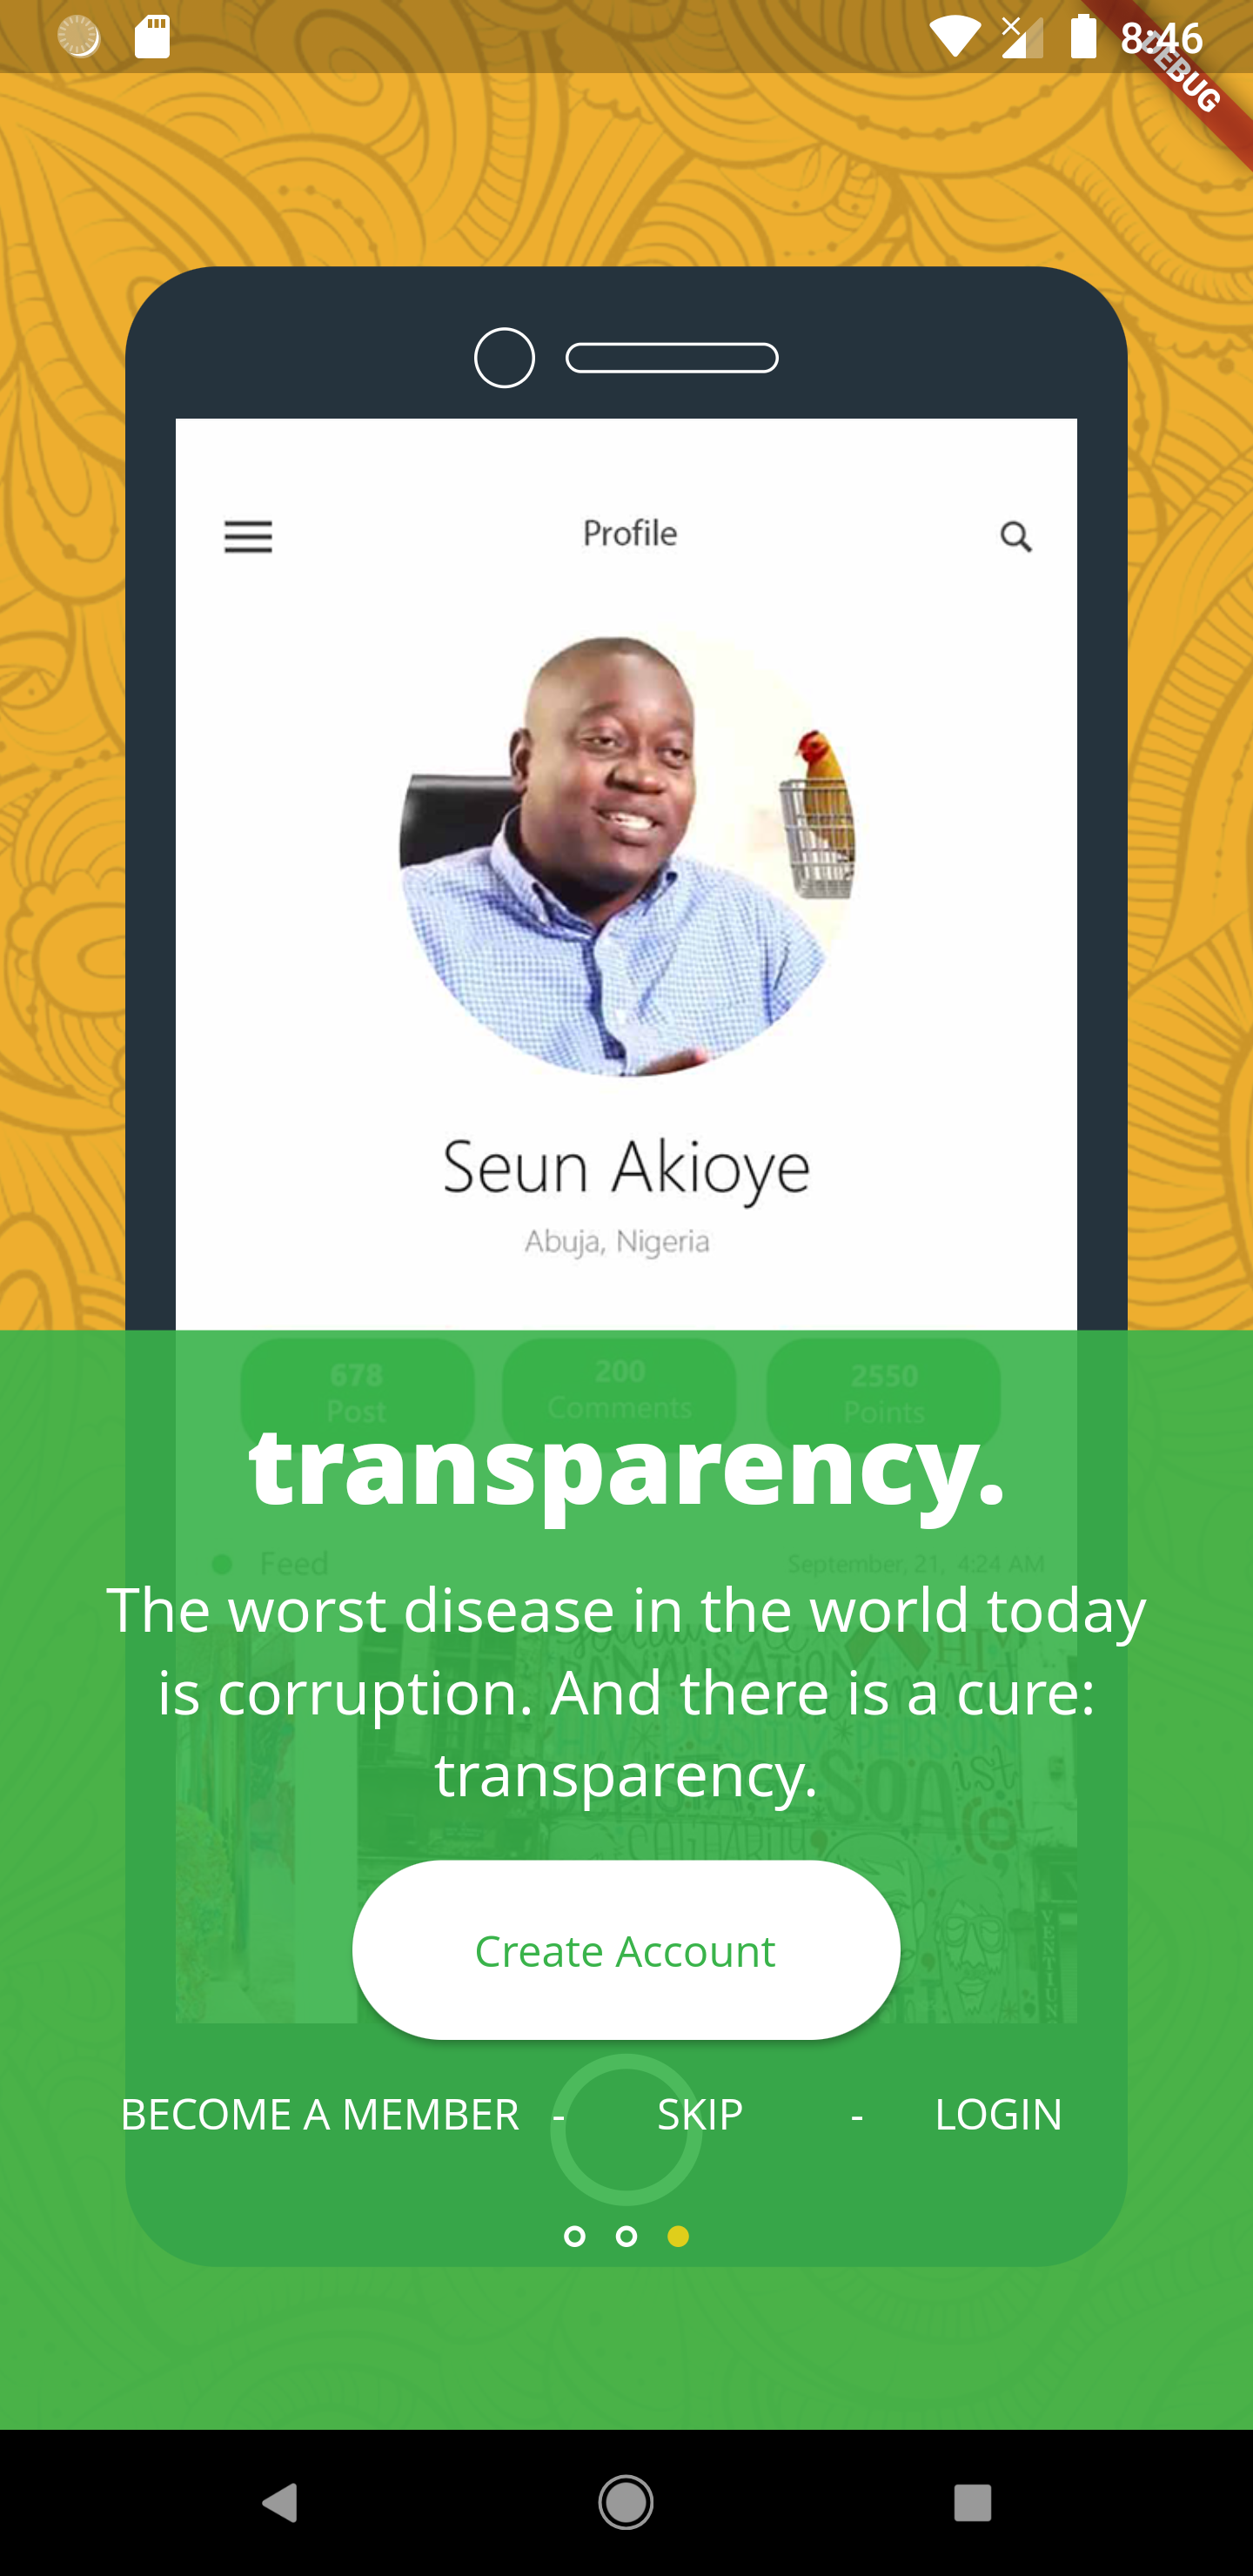 8:46
DEBUG
Profile
Seun Akioye
Abuja, Nigeria
678 200 2550
Post Comments Points
transparency.
Feed September, 21, 4:24 AM
The worst disease in the world today
is corruption. And there is a cure:
transparency.
Create Account
BECOME A MEMBER - SKIP - LOGIN